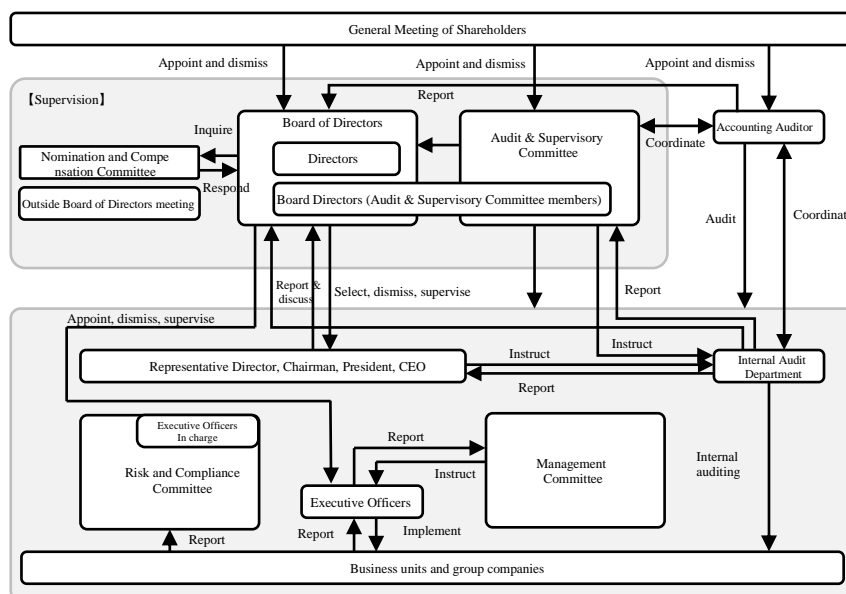 General Meeting of Shareholders
Appoint and dismiss
Appoint and dismiss
Appoint and dismiss
【Supervision】
Report
Board of Directors
Inquire
Audit & Supervisory
Committee
Accounting Auditor
Coordinate
Nomination and Compe
nsation Committee
Directors
Respond
Outside Board of Directors meeting
Board Directors (Audit & Supervisory Committee members)
Audit
Coordinat
Report &
discuss
Select, dismiss, supervise
Report
Appoint, dismiss, supervise
Instruct
Instruct
Representative Director, Chairman, President, CEO
Internal Audit
Department
Report
Executive Officers
In charge
Risk and Compliance
Committee
Report
Instruct
Management
Committee
Internal
auditing
Executive Officers
Report
Report
Implement
Business units and group companies